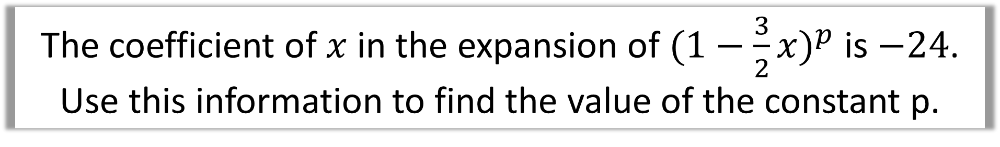 The coefficient of x in the expansion of (1 − 3/2 x)^p is −24.
Use this information to find the value of the constant p.